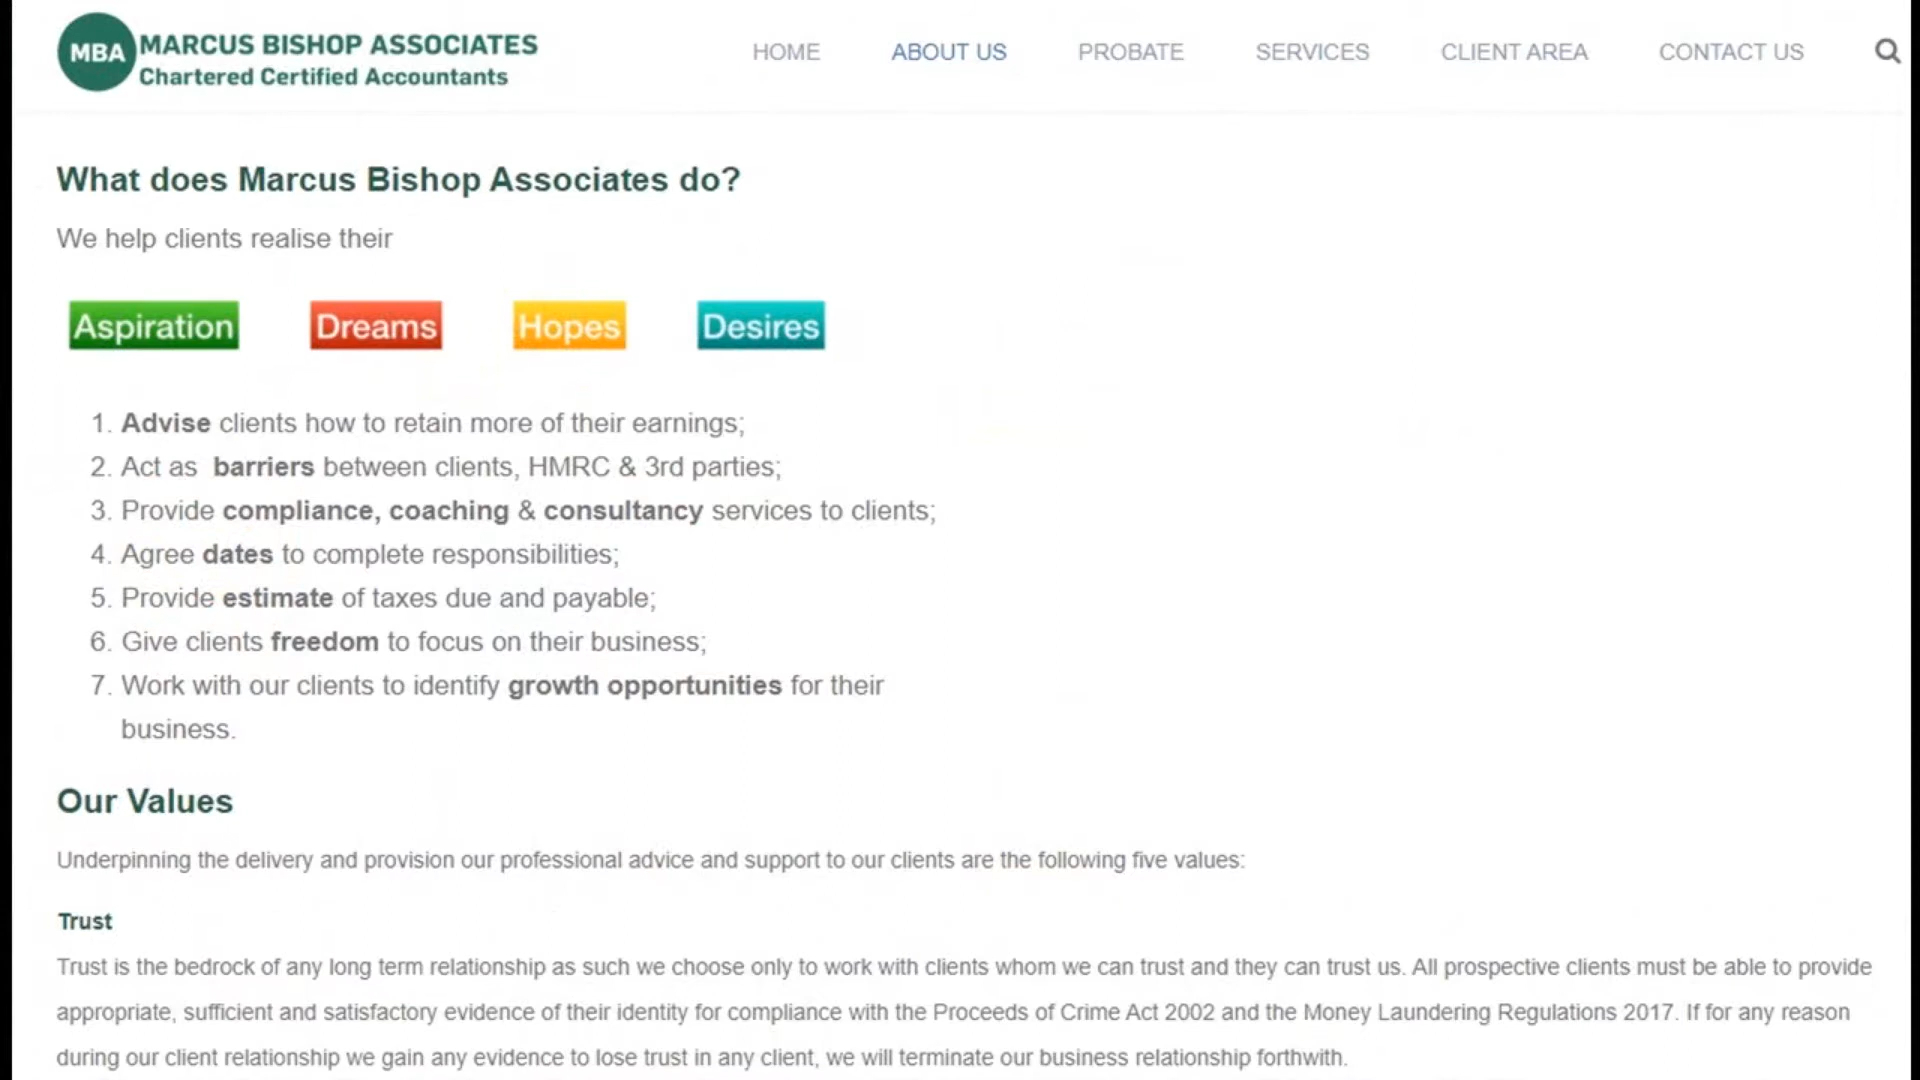 MBA MARCUS BISHOP ASSOCIATES
Chartered Certified Accountants
HOME ABOUT US PROBATE SERVICES CLIENT AREA CONTACT US
What does Marcus Bishop Associates do?
We help clients realise their
Aspiration Dreams Hopes Desires
1. Advise clients how to retain more of their earnings;
2. Act as barriers between clients, HMRC & 3rd parties;
3. Provide compliance, coaching & consultancy services to clients;
4. Agree dates to complete responsibilities;
5. Provide estimate of taxes due and payable;
6. Give clients freedom to focus on their business;
7. Work with our clients to identify growth opportunities for their
business.
Our Values
Underpinning the delivery and provision our professional advice and support to our clients are the following five values:
Trust
Trust is the bedrock of any long term relationship as such we choose only to work with clients whom we can trust and they can trust us. All prospective clients must be able to provide
appropriate, sufficient and satisfactory evidence of their identity for compliance with the Proceeds of Crime Act 2002 and the Money Laundering Regulations 2017. If for any reason
during our client relationship we gain any evidence to lose trust in any client, we will terminate our business relationship forthwith.